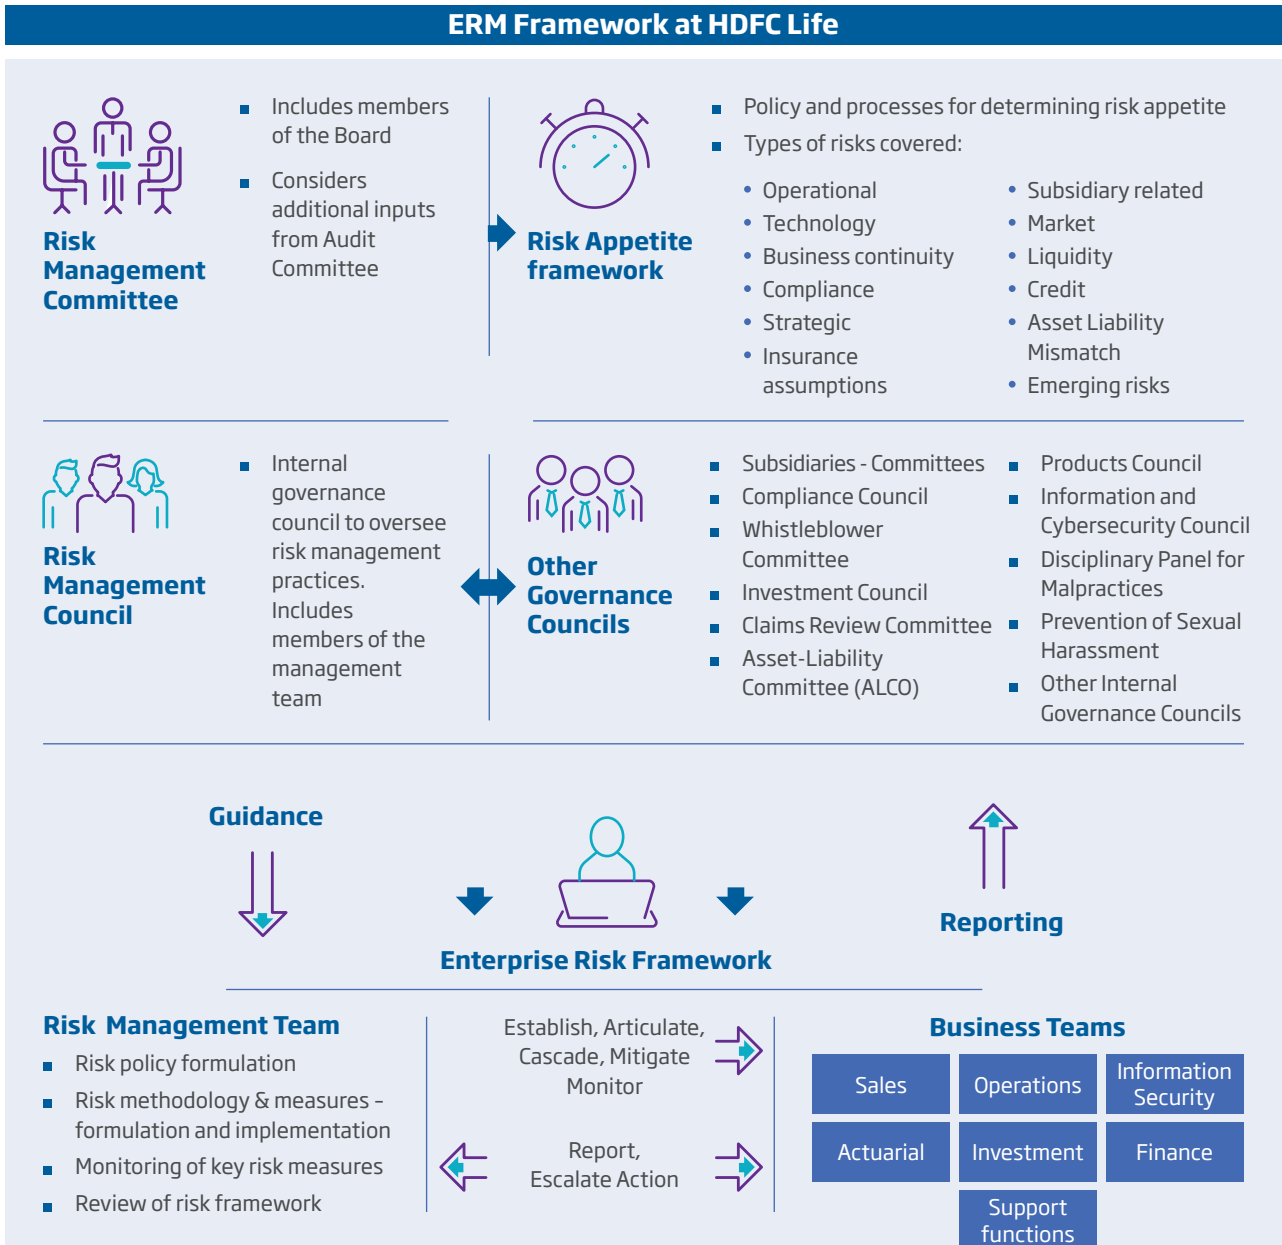 ERM Framework at HDFC Life
Risk
Management
Committee
Includes members
of the Board
Considers
additional inputs
from Audit
Committee
Risk Appetite
framework
Policy and processes for determining risk appetite
Types of risks covered:
Operational
Technology
Business continuity
Compliance
Strategic
Insurance
assumptions
Subsidiary related
Market
Liquidity
Credit
Asset Liability
Mismatch
Emerging risks
Risk
Management
Council
Internal
governance
council to oversee
risk management
practices.
Includes
members of the
management
team
Other
Governance
Councils
Subsidiaries - Committees
Compliance Council
Whistleblower
Committee
Investment Council
Claims Review Committee
Asset-Liability
Committee (ALCO)
Products Council
Information and
Cybersecurity Council
Disciplinary Panel for
Malpractices
Prevention of Sexual
Harassment
Other Internal
Governance Councils
Guidance
Enterprise Risk Framework
Reporting
Risk Management Team
Risk policy formulation
Risk methodology & measures –
formulation and implementation
Monitoring of key risk measures
Review of risk framework
Establish, Articulate,
Cascade, Mitigate
Monitor
Report,
Escalate Action
Business Teams
Sales
Operations
Information
Security
Actuarial
Investment
Finance
Support
functions